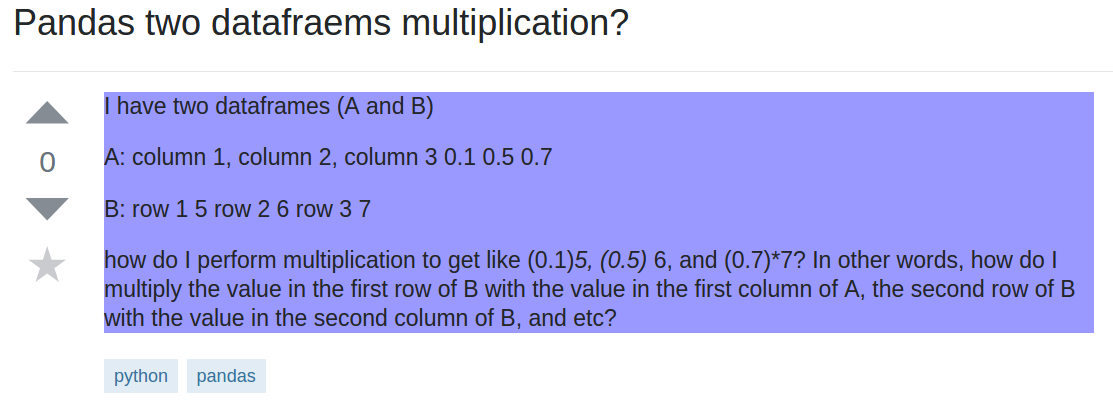 Pandas two datafraems multiplication?
I have two dataframes (A and B)
0
A: column 1, column 2, column 3 0.1 0.5 0.7
B: row 1 5 row 2 6 row 3 7
how do I perform multiplication to get like (0.1)5, (0.5) 6, and (0.7)*7? In other words, how do I
multiply the value in the first row of B with the value in the first column of A, the second row of B
with the value in the second column of B, and etc?
python pandas